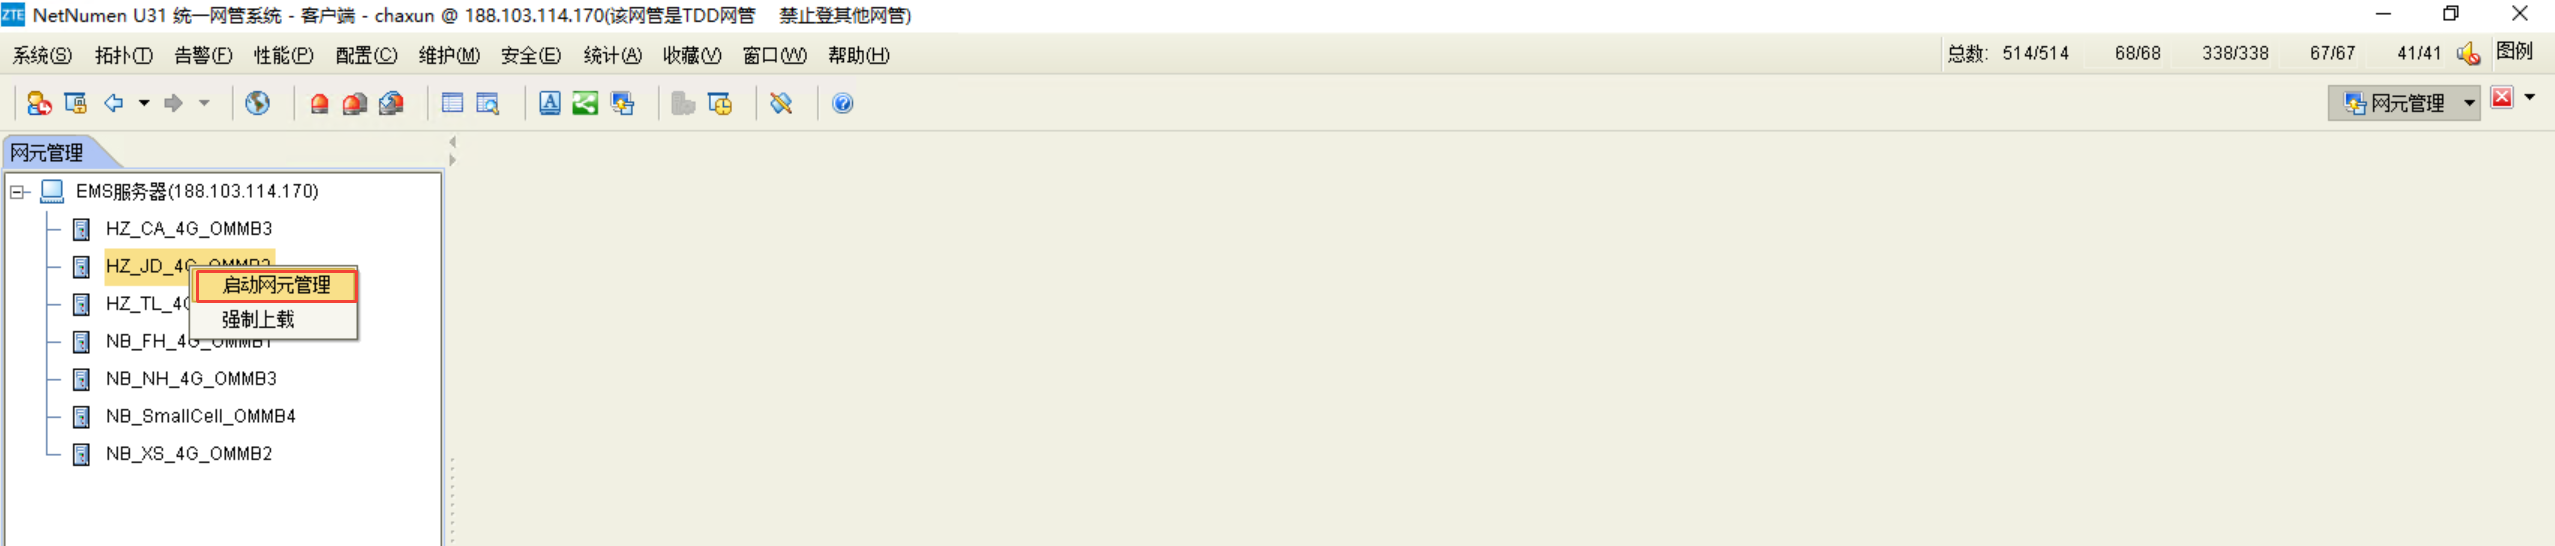 ZTE NetNumen U31 统一网管系统 - 客户端 - chaxun @ 188.103.114.170(该网管是TDD网管 禁止登其他网管)
系统(S) 拓扑(T) 告警(F) 性能(P) 配置(C) 维护(M) 安全(E) 统计(A) 收藏(V) 窗口(W) 帮助(H) 总数: 514/514 68/68 338/338 67/67 41/41 图例
网元管理
网元管理
EMS服务器(188.103.114.170)
HZ_CA_4G_OMMB3
HZ_JD_4G_OMMB2
启动网元管理
HZ_TL_4G
强制上载
NB_FH_4G_OMMB1
NB_NH_4G_OMMB3
NB_SmallCell_OMMB4
NB_XS_4G_OMMB2